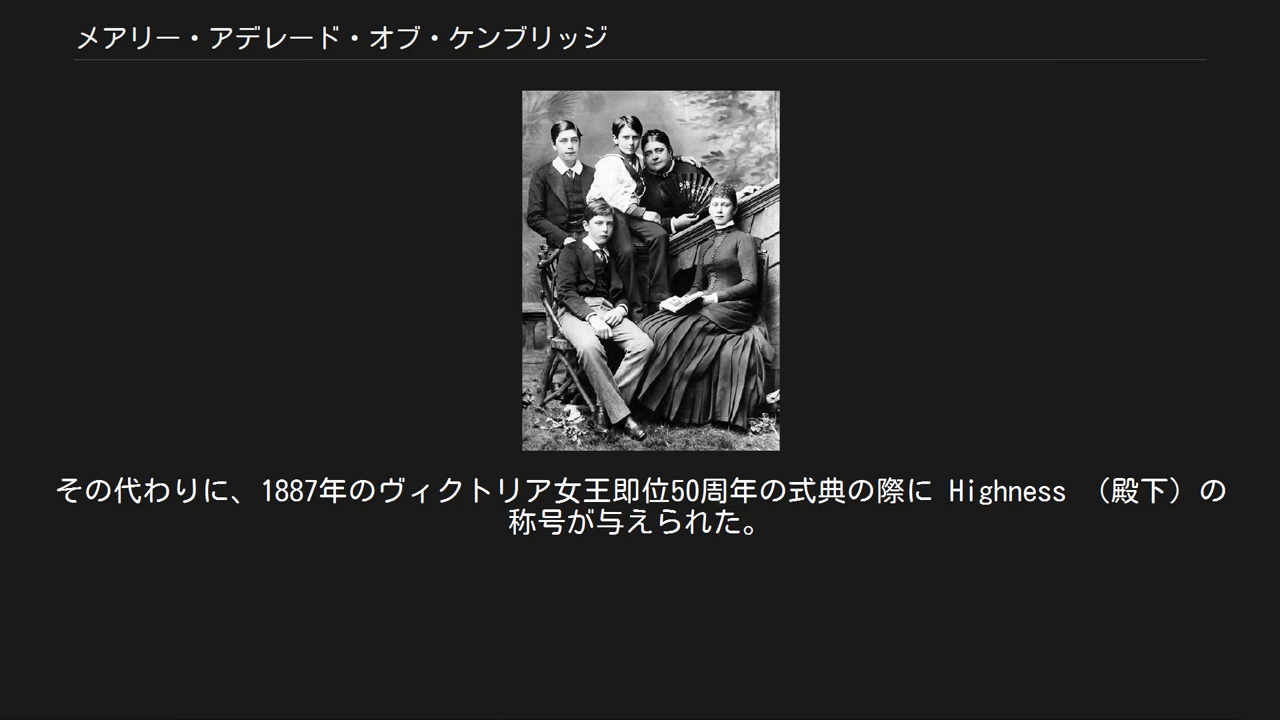 メアリー・アデレード・オブ・ケンブリッジ
その代わりに、1887年のヴィクトリア女王即位50周年の式典の際に Highness （殿下）の
称号が与えられた。